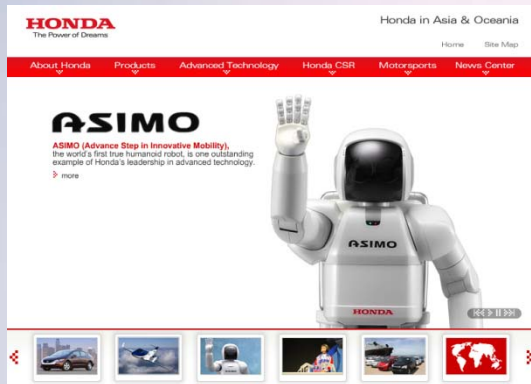 HONDA
The Power of Dreams
Honda in Asia & Oceania
Home Site Map
About Honda Products Advanced Technology Honda CSR Motorsports News Center
ASIMO
ASIMO (Advance Step in Innovative Mobility),
the world's first true humanoid robot, is one outstanding
example of Honda's leadership in advanced technology.
more
ASIMO
HONDA